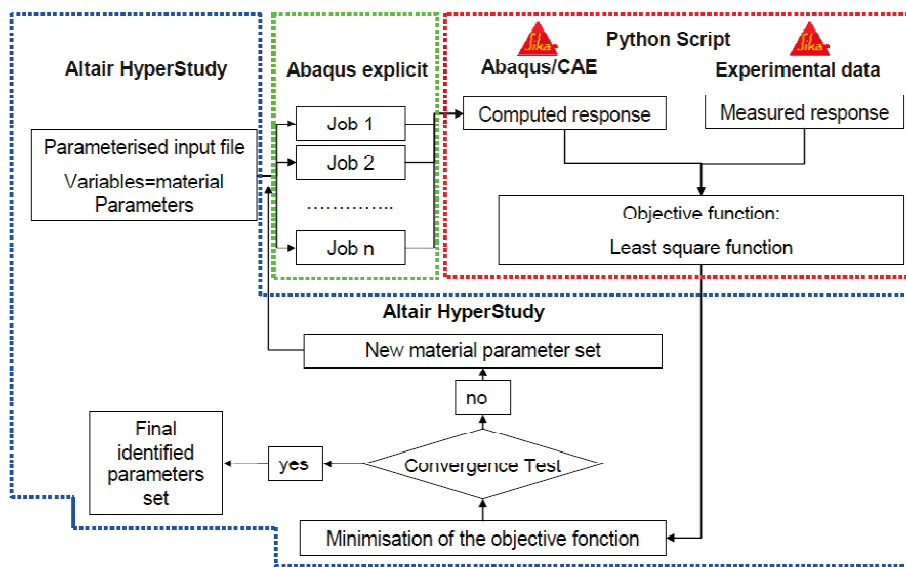 Altair HyperStudy
Parameterised input file
Variables=material
Parameters
Abaqus explicit
Job 1
Job 2
.............
Job n
Python Script
Sika
Abaqus/CAE
Computed response
Sika
Experimental data
Measured response
Objective function:
Least square function
Altair HyperStudy
New material parameter set
no
Convergence Test
yes
Final
identified
parameters
set
Minimisation of the objective fonction